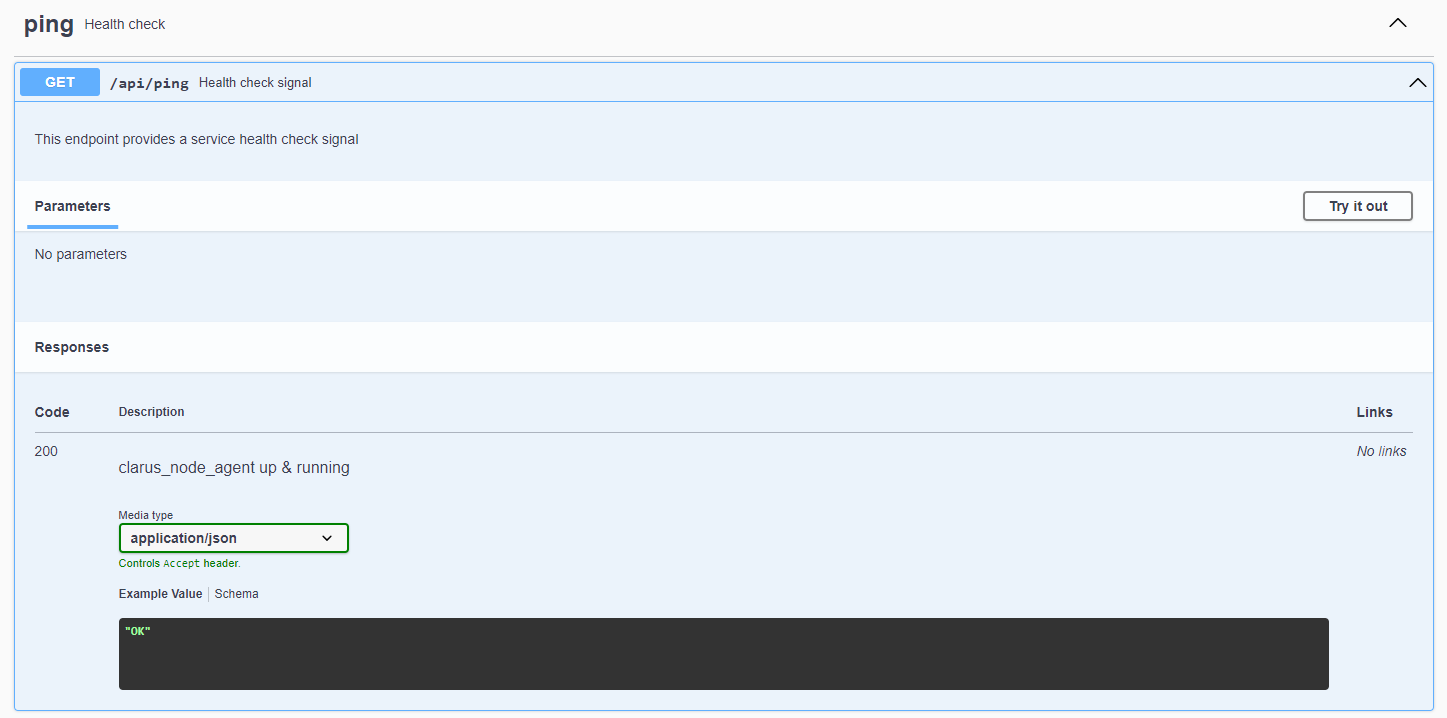 ping Health check
GET /api/ping Health check signal
This endpoint provides a service health check signal
Parameters Try it out
No parameters
Responses
Code Description Links
200 No links
clarus_node_agent up & running
Media type
application/json
Controls Accept header.
Example Value Schema
"OK"